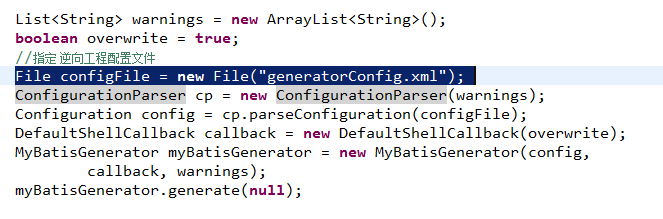 List<String> warnings = new ArrayList<String>();
boolean overwrite = true;
//指定 逆向工程配置文件
File configFile = new File("generatorConfig.xml");
ConfigurationParser cp = new ConfigurationParser(warnings);
Configuration config = cp.parseConfiguration(configFile);
DefaultShellCallback callback = new DefaultShellCallback(overwrite);
MyBatisGenerator myBatisGenerator = new MyBatisGenerator(config,
callback, warnings);
myBatisGenerator.generate(null);